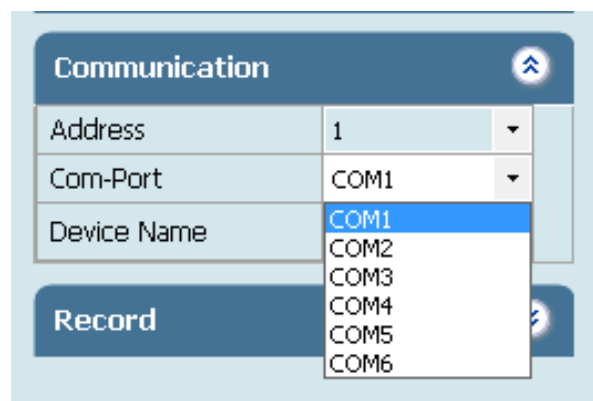 Communication
Address 1
Com-Port COM1
Device Name COM1
COM2
COM3
Record COM4
COM5
COM6